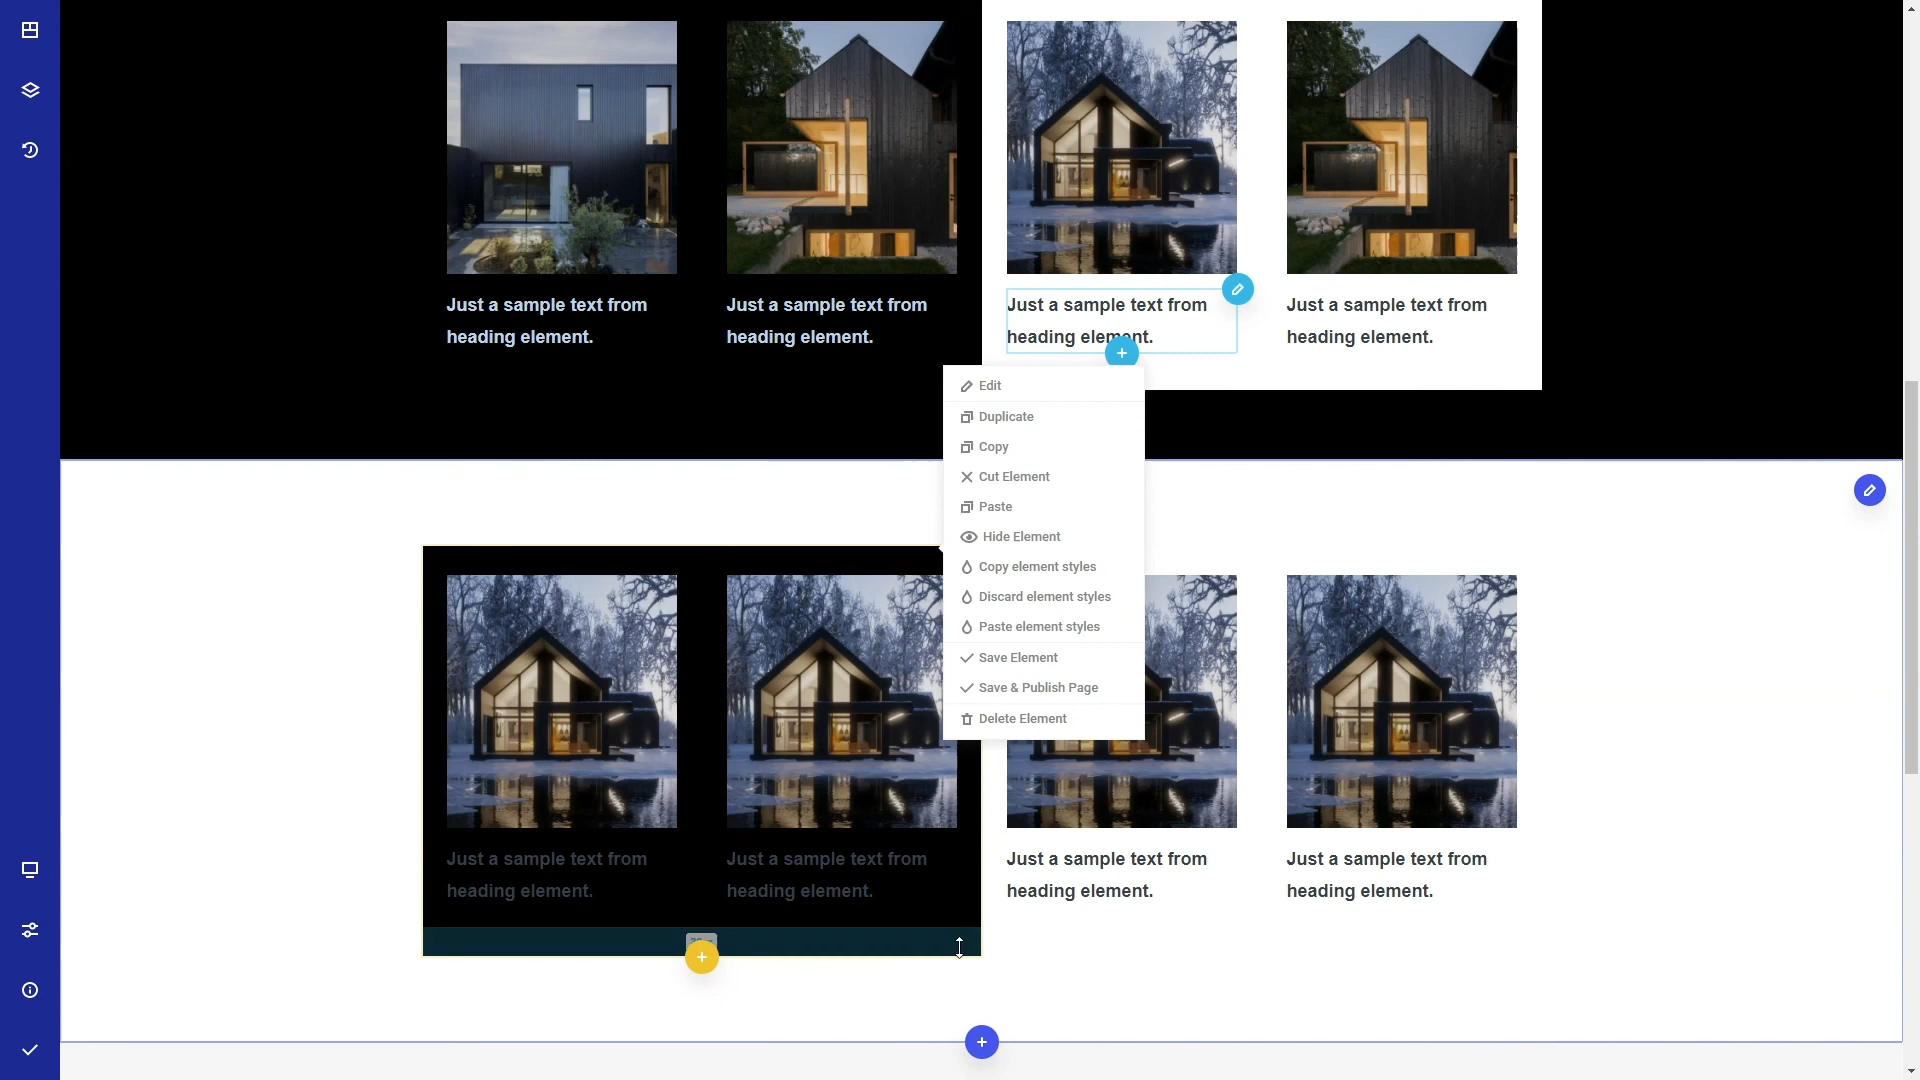 Just a sample text from
heading element.
Just a sample text from
heading element.
Just a sample text from
heading element.
Just a sample text from
heading element.
Edit
Duplicate
Copy
Cut Element
Paste
Hide Element
Copy element styles
Discard element styles
Paste element styles
Save Element
Save & Publish Page
Delete Element
Just a sample text from
heading element.
Just a sample text from
heading element.
Just a sample text from
heading element.
Just a sample text from
heading element.